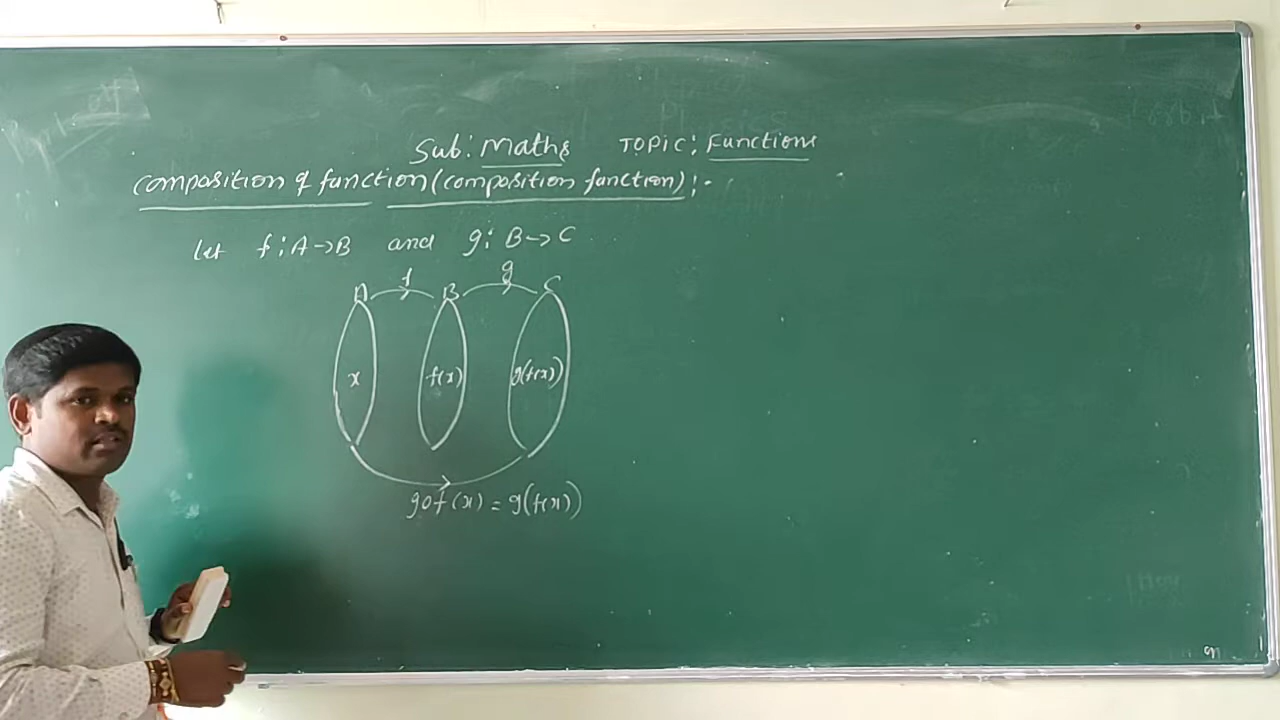 Sub: Maths TOPIC: Functions
Composition of function (composition function):-
Let f: A→B and g: B→C
f g
A B C
x f(x) g(f(x))
gof(x) = g(f(x))